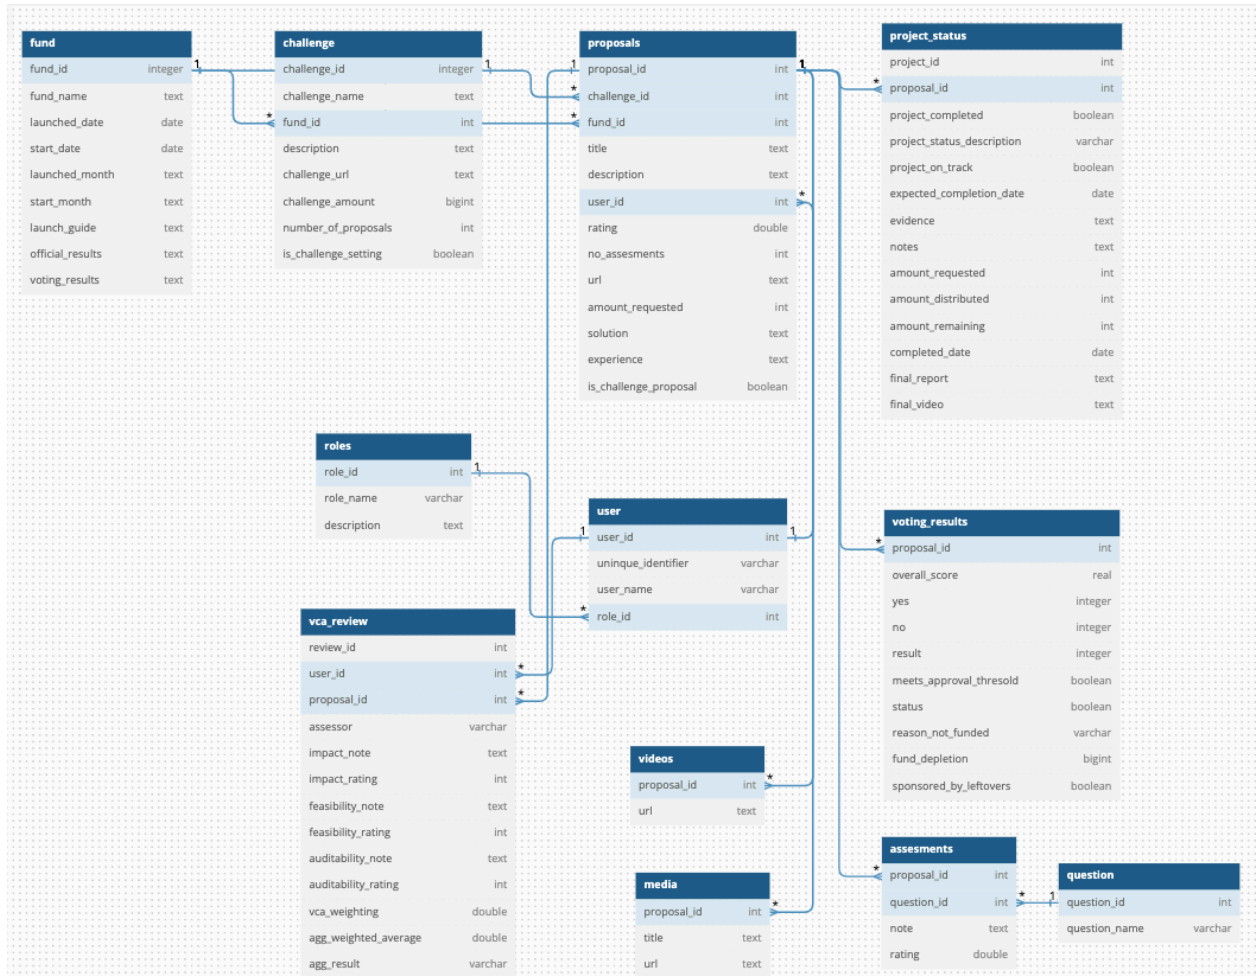 fund
fund_id integer
fund_name text
launched_date date
start_date date
launched_month text
start_month text
launch_guide text
official_results text
voting_results text
1
*
challenge
challenge_id integer
challenge_name text
fund_id int
description text
challenge_url text
challenge_amount bigint
number_of_proposals int
is_challenge_setting boolean
1
1
*
*
proposals
proposal_id int
challenge_id int
fund_id int
title text
description text
user_id int
rating double
no_assesments int
url text
amount_requested int
solution text
experience text
is_challenge_proposal boolean
1
*
*
project_status
project_id int
proposal_id int
project_completed boolean
project_status_description varchar
project_on_track boolean
expected_completion_date date
evidence text
notes text
amount_requested int
amount_distributed int
amount_remaining int
completed_date date
final_report text
final_video text
roles
role_id int
role_name varchar
description text
1
1
*
user
user_id int
uninque_identifier varchar
user_name varchar
role_id int
1
*
voting_results
proposal_id int
overall_score real
yes integer
no integer
result integer
meets_approval_thresold boolean
status boolean
reason_not_funded varchar
fund_depletion bigint
sponsored_by_leftovers boolean
vca_review
review_id int
user_id int
proposal_id int
assessor varchar
impact_note text
impact_rating int
feasibility_note text
feasibility_rating int
auditability_note text
auditability_rating int
vca_weighting double
agg_weighted_average double
agg_result varchar
*
*
videos
proposal_id int
url text
*
media
proposal_id int
title text
url text
*
*
assesments
proposal_id int
question_id int
note text
rating double
*
1
question
question_id int
question_name varchar